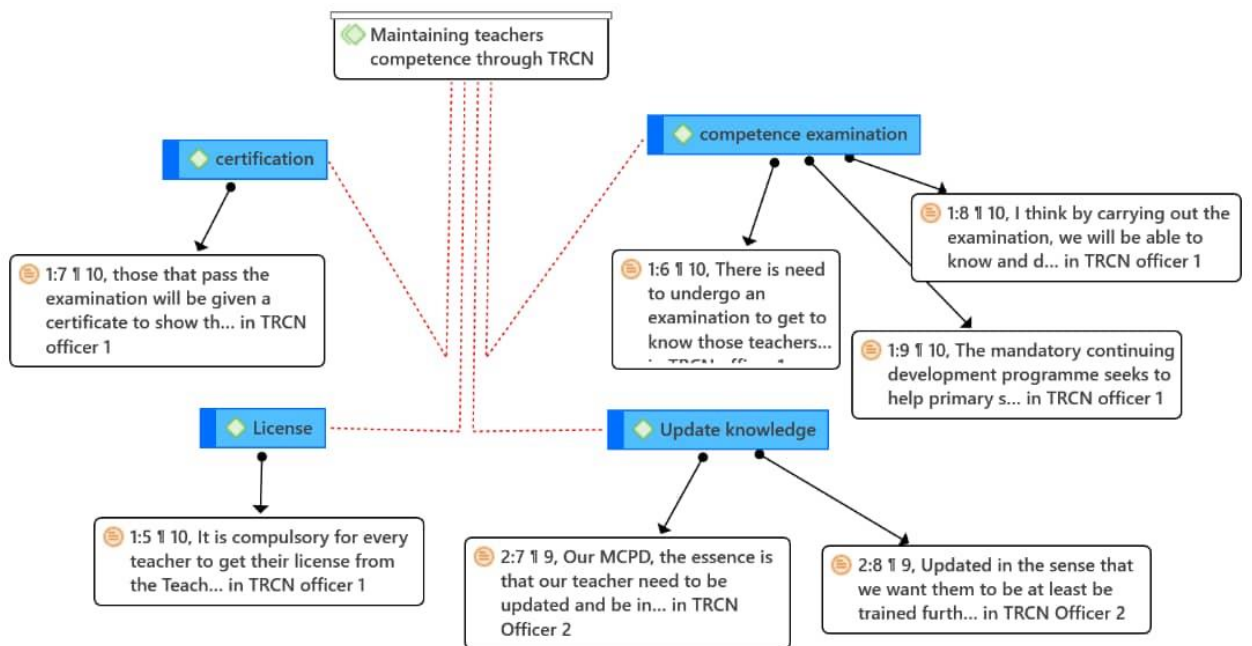 Maintaining teachers
competence through TRCN
certification
competence examination
1:7 ¶ 10, those that pass the
examination will be given a
certificate to show th... in TRCN
officer 1
1:6 ¶ 10, There is need
to undergo an
examination to get to
know those teachers...
1:8 ¶ 10, I think by carrying out the
examination, we will be able to
know and d... in TRCN officer 1
1:9 ¶ 10, The mandatory continuing
development programme seeks to
help primary s... in TRCN officer 1
License
Update knowledge
1:5 ¶ 10, It is compulsory for every
teacher to get their license from
the Teach... in TRCN officer 1
2:7 ¶ 9, Our MCPD, the essence is
that our teacher need to be
updated and be in... in TRCN
Officer 2
2:8 ¶ 9, Updated in the sense that
we want them to be at least be
trained furth... in TRCN Officer 2